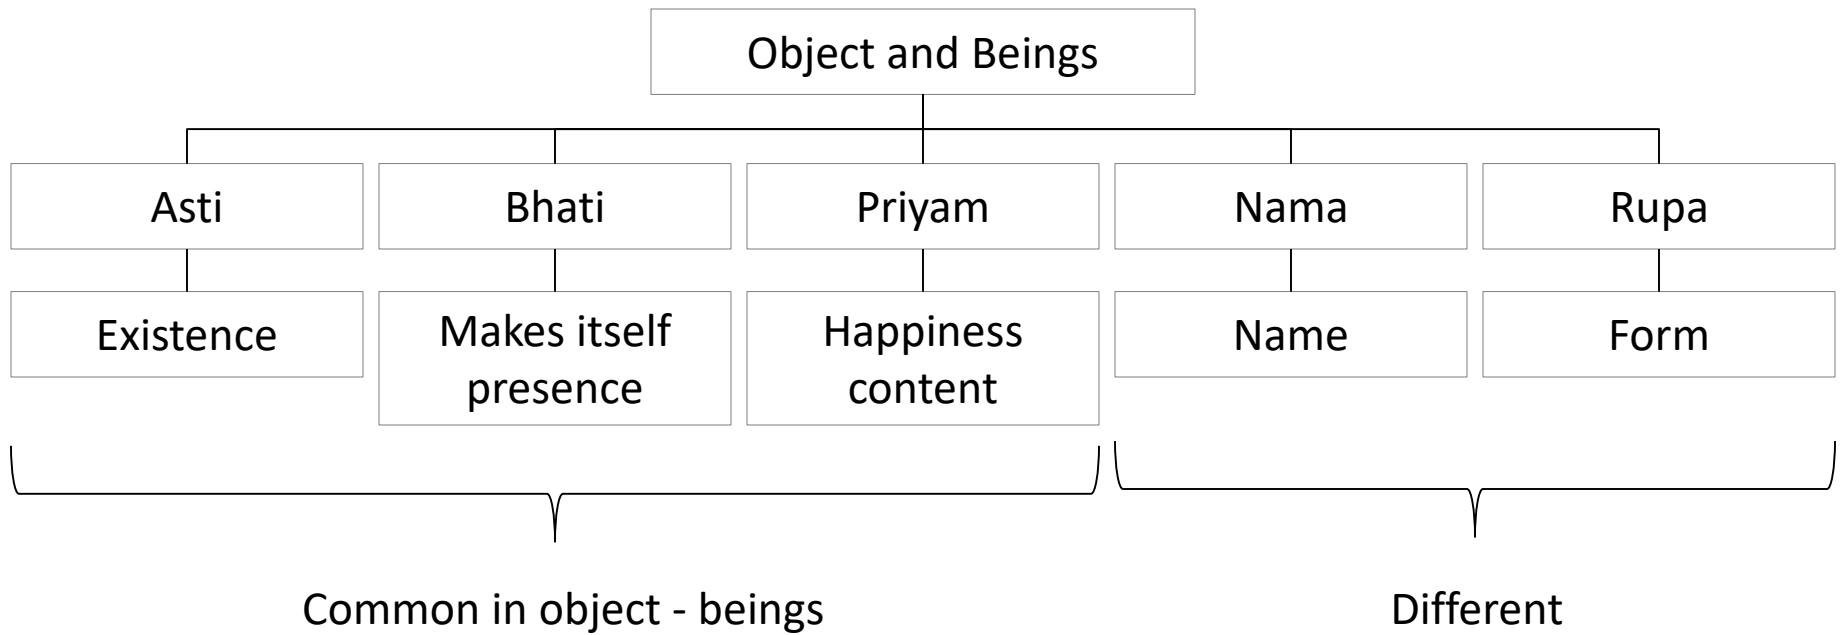 Object and Beings
Asti
Bhati
Priyam
Nama
Rupa
Existence
Makes itself
presence
Happiness
content
Name
Form
Common in object - beings
Different